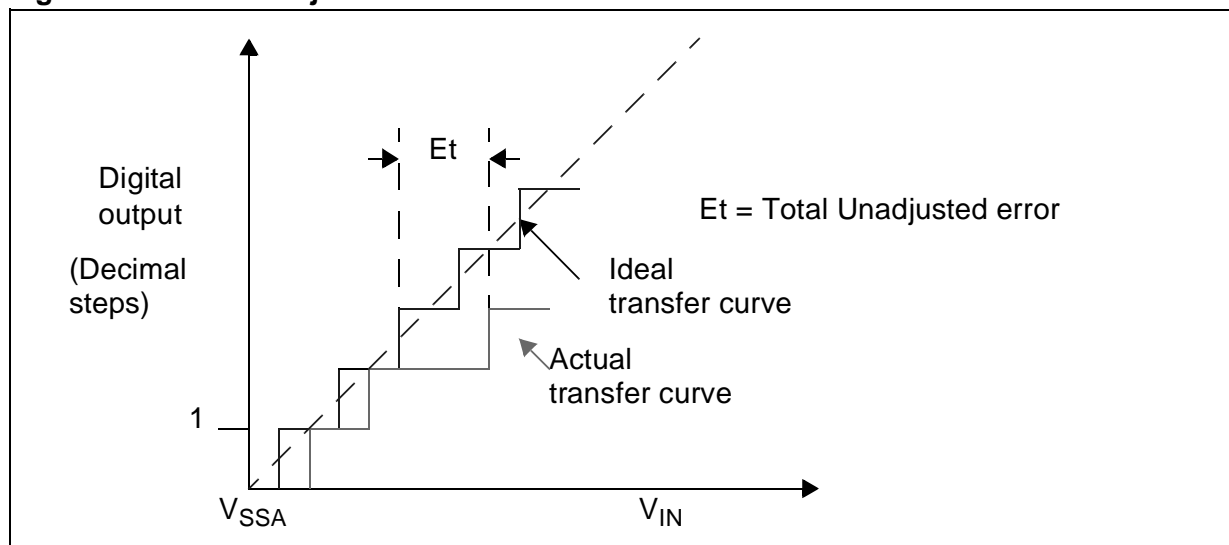 Et
Digital
output
(Decimal
steps)
Et = Total Unadjusted error
Ideal
transfer curve
Actual
transfer curve
1
VSSA
VIN